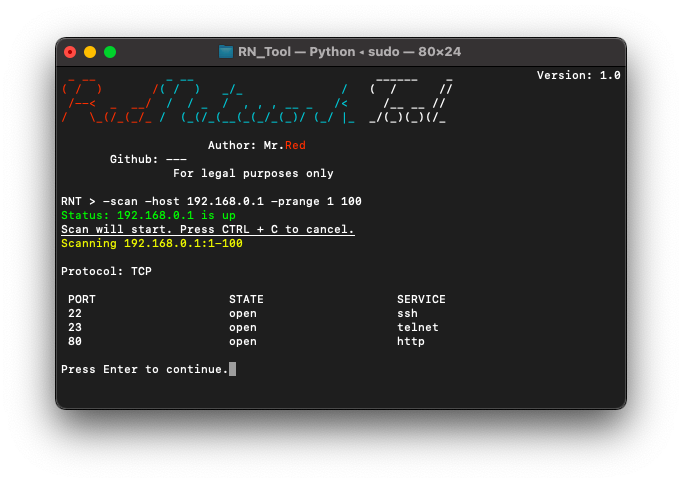 RN_Tool — Python ◂ sudo — 80×24
Version: 1.0
Red Network Tool
Author: Mr.Red
Github: ---
For legal purposes only
RNT > -scan -host 192.168.0.1 -prange 1 100
Status: 192.168.0.1 is up
Scan will start. Press CTRL + C to cancel.
Scanning 192.168.0.1:1-100
Protocol: TCP
PORT STATE SERVICE
22 open ssh
23 open telnet
80 open http
Press Enter to continue.